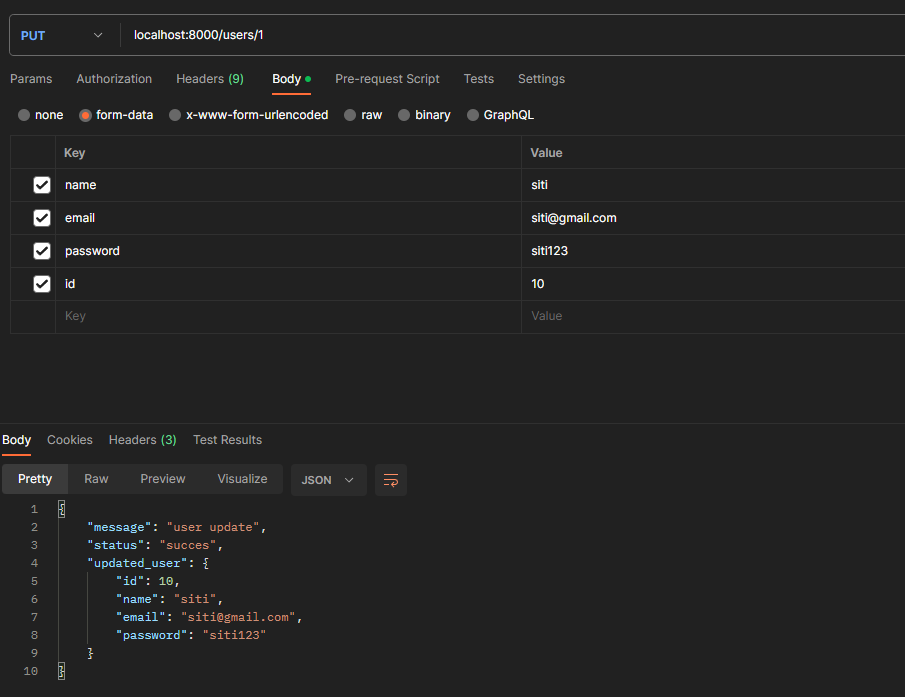 PUT localhost:8000/users/1
Params Authorization Headers (9) Body Pre-request Script Tests Settings
none form-data x-www-form-urlencoded raw binary GraphQL
Key Value
name siti
email siti@gmail.com
password siti123
id 10
Key Value
Body Cookies Headers (3) Test Results
Pretty Raw Preview Visualize JSON
1 {
2 "message": "user update",
3 "status": "succes",
4 "updated_user": {
5 "id": 10,
6 "name": "siti",
7 "email": "siti@gmail.com",
8 "password": "siti123"
9 }
10 }